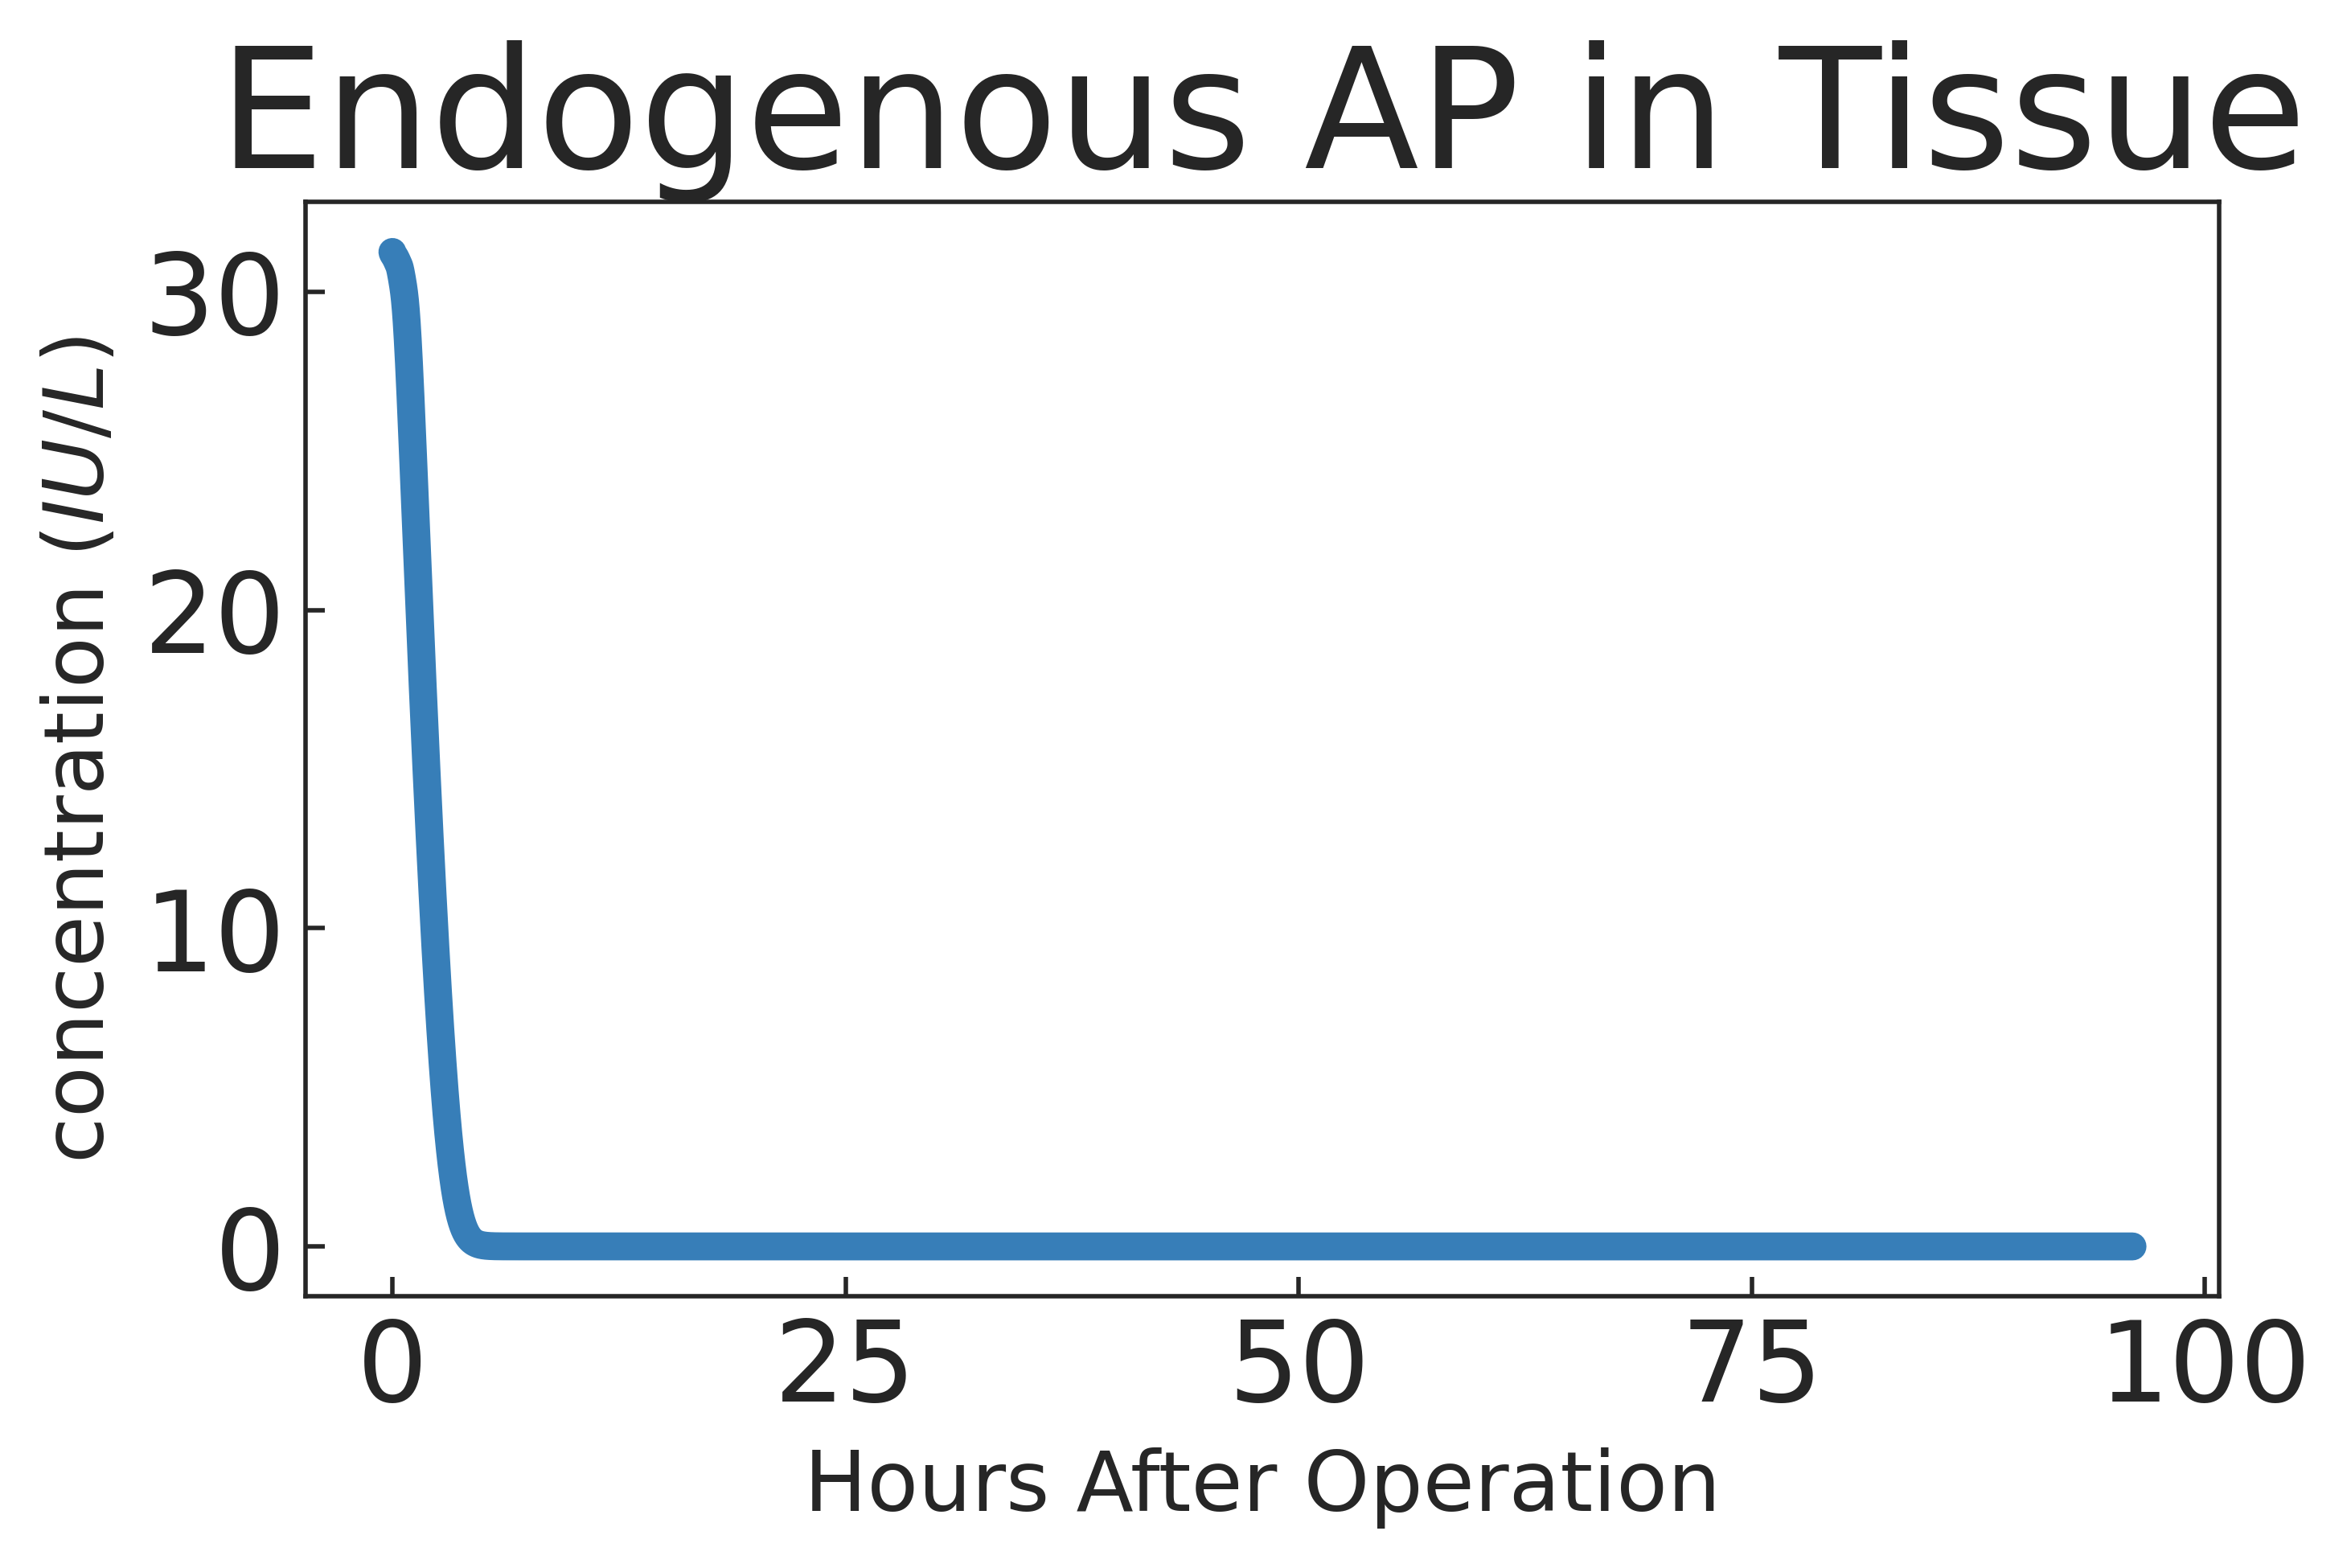 Endogenous AP in Tissue
concentration (IU/L)
30
20
10
0
0 25 50 75 100
Hours After Operation